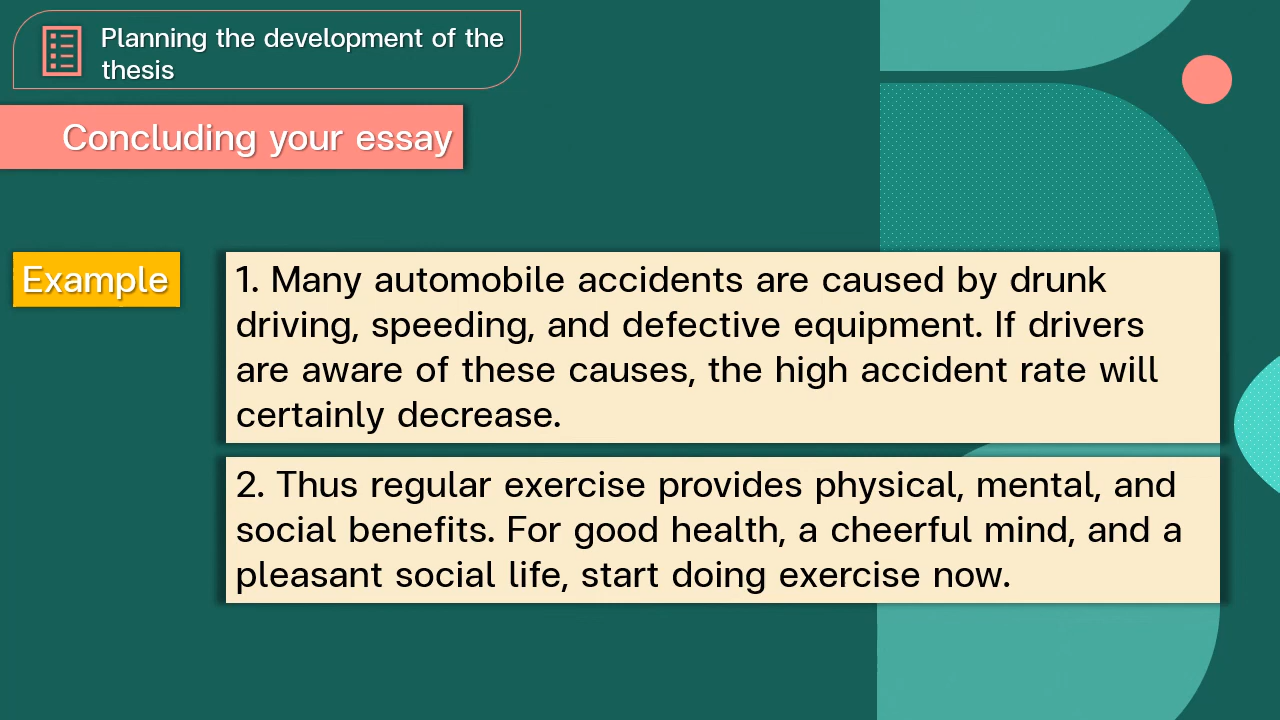 Planning the development of the
thesis
Concluding your essay
Example
1. Many automobile accidents are caused by drunk
driving, speeding, and defective equipment. If drivers
are aware of these causes, the high accident rate will
certainly decrease.
2. Thus regular exercise provides physical, mental, and
social benefits. For good health, a cheerful mind, and a
pleasant social life, start doing exercise now.